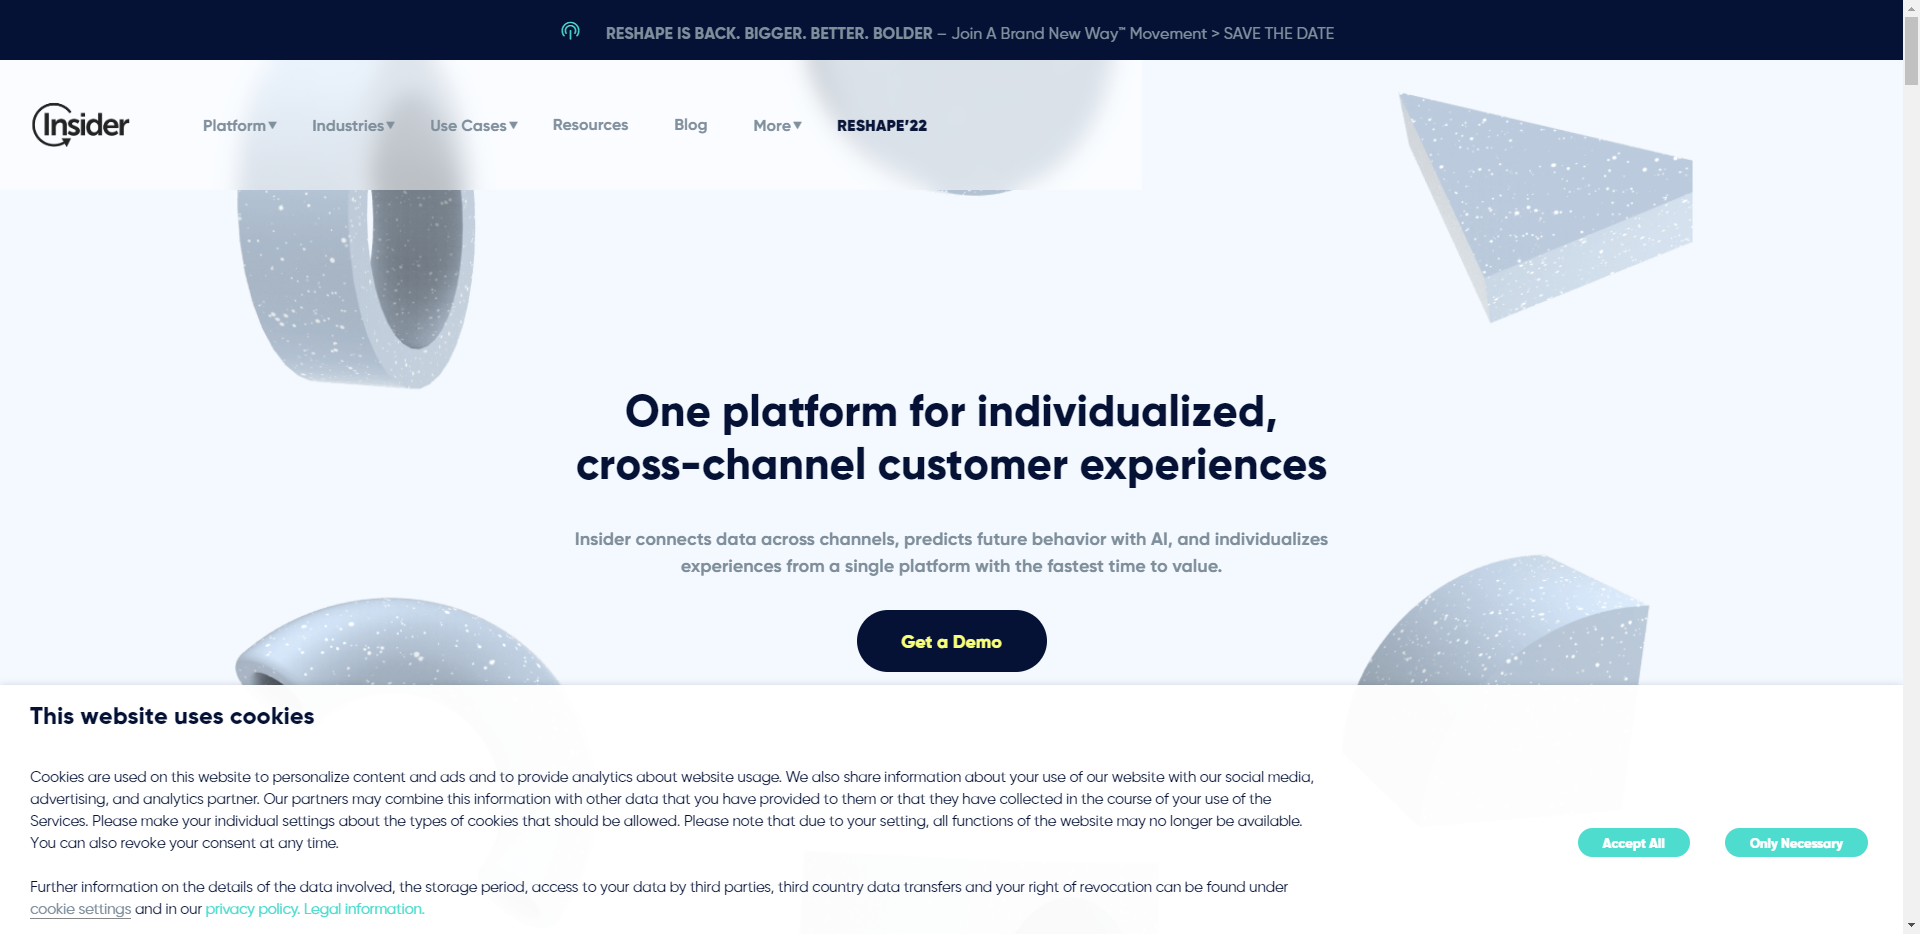 RESHAPE IS BACK. BIGGER. BETTER. BOLDER – Join A Brand New Way™ Movement > SAVE THE DATE
Insider
Platform▼ Industries▼ Use Cases▼ Resources Blog More▼ RESHAPE’22
One platform for individualized,
cross-channel customer experiences
Insider connects data across channels, predicts future behavior with AI, and individualizes
experiences from a single platform with the fastest time to value.
Get a Demo
This website uses cookies
Cookies are used on this website to personalize content and ads and to provide analytics about website usage. We also share information about your use of our website with our social media,
advertising, and analytics partner. Our partners may combine this information with other data that you have provided to them or that they have collected in the course of your use of the
Services. Please make your individual settings about the types of cookies that should be allowed. Please note that due to your setting, all functions of the website may no longer be available.
You can also revoke your consent at any time.
Accept All Only Necessary
Further information on the details of the data involved, the storage period, access to your data by third parties, third country data transfers and your right of revocation can be found under
cookie settings and in our privacy policy. Legal information.